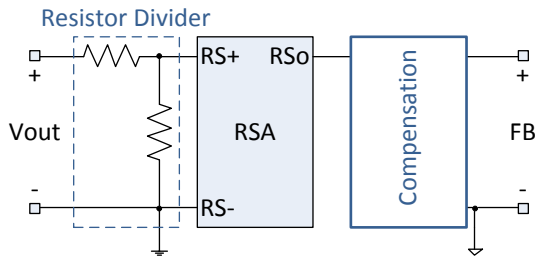 Resistor Divider
+
RS+
RSo
+
Vout
RSA
Compensation
FB
-
RS-
-